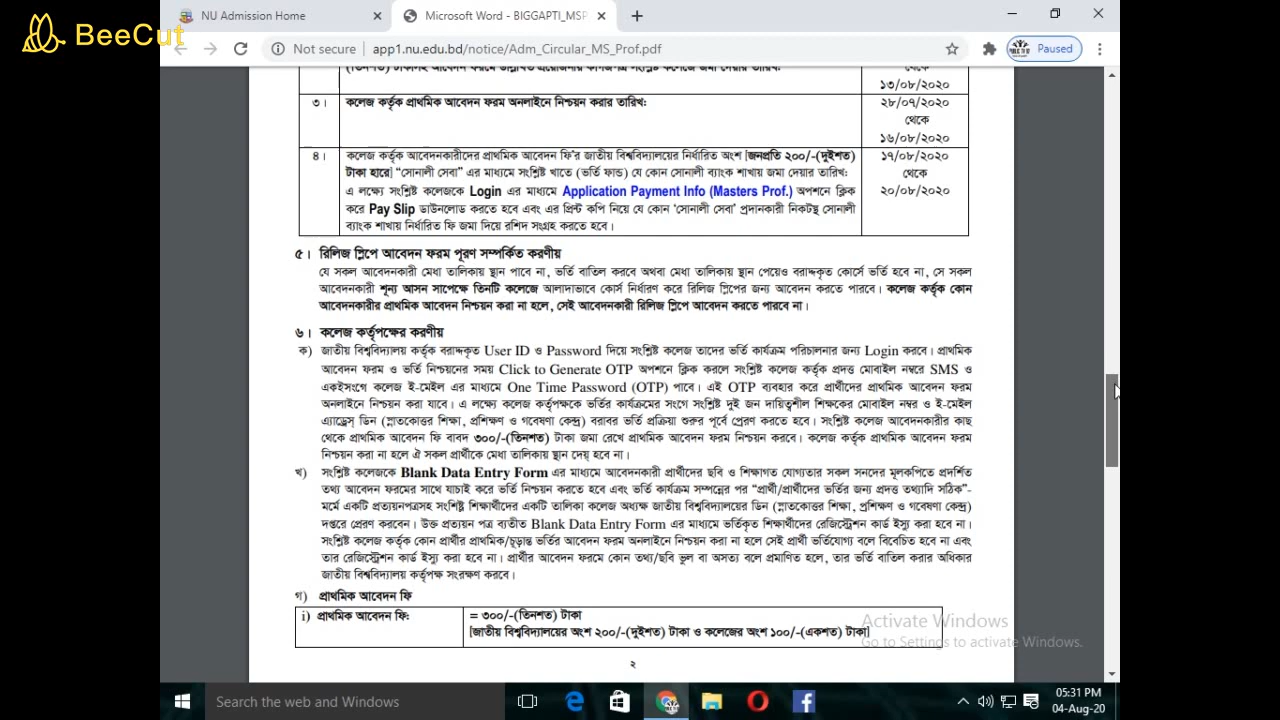 BeeCut
NU Admission Home
Microsoft Word - BIGGAPTI_MSP
Not secure
app1.nu.edu.bd/notice/Adm_Circular_MS_Prof.pdf
Paused
(তিনশত) টাকাসহ আবেদন ফরমে উল্লিখিত প্রয়োজনীয় কাগজপত্র সংশ্লিষ্ট কলেজে জমা দেয়ার তারিখ:
থেকে
১৩/০৮/২০২০
৩। কলেজ কর্তৃক প্রাথমিক আবেদন ফরম অনলাইনে নিশ্চয়ন করার তারিখ:
২৮/০৭/২০২০
থেকে
১৬/০৮/২০২০
৪। কলেজ কর্তৃক আবেদনকারীদের প্রাথমিক আবেদন ফি'র জাতীয় বিশ্ববিদ্যালয়ের নির্ধারিত অংশ [জনপ্রতি ২০০/-(দুইশত)
টাকা হারে] “সোনালী সেবা” এর মাধ্যমে সংশ্লিষ্ট খাতে (ভর্তি ফান্ড) যে কোন সোনালী ব্যাংক শাখায় জমা দেয়ার তারিখ:
এ লক্ষ্যে সংশ্লিষ্ট কলেজকে Login এর মাধ্যমে Application Payment Info (Masters Prof.) অপশনে ক্লিক
করে Pay Slip ডাউনলোড করতে হবে এবং এর প্রিন্ট কপি নিয়ে যে কোন ‘সোনালী সেবা’ প্রদানকারী নিকটস্থ সোনালী
ব্যাংক শাখায় নির্ধারিত ফি জমা দিয়ে রশিদ সংগ্রহ করতে হবে।
১৭/০৮/২০২০
থেকে
২০/০৮/২০২০
৫। রিলিজ স্লিপে আবেদন ফরম পূরণ সম্পর্কিত করণীয়
যে সকল আবেদনকারী মেধা তালিকায় স্থান পাবে না, ভর্তি বাতিল করবে অথবা মেধা তালিকায় স্থান পেয়েও বরাদ্দকৃত কোর্সে ভর্তি হবে না, সে সকল
আবেদনকারী শূন্য আসন সাপেক্ষে তিনটি কলেজে আলাদাভাবে কোর্স নির্ধারণ করে রিলিজ স্লিপের জন্য আবেদন করতে পারবে। কলেজ কর্তৃক কোন
আবেদনকারীর প্রাথমিক আবেদন নিশ্চয়ন করা না হলে, সেই আবেদনকারী রিলিজ স্লিপে আবেদন করতে পারবে না।
৬। কলেজ কর্তৃপক্ষের করণীয়
ক) জাতীয় বিশ্ববিদ্যালয় কর্তৃক বরাদ্দকৃত User ID ও Password দিয়ে সংশ্লিষ্ট কলেজ তাদের ভর্তি কার্যক্রম পরিচালনার জন্য Login করবে। প্রাথমিক
আবেদন ফরম ও ভর্তি নিশ্চয়নের সময় Click to Generate OTP অপশনে ক্লিক করলে সংশ্লিষ্ট কলেজ কর্তৃক প্রদত্ত মোবাইল নম্বরে SMS ও
একইসংগে কলেজ ই-মেইল এর মাধ্যমে One Time Password (OTP) পাবে। এই OTP ব্যবহার করে প্রার্থীদের প্রাথমিক আবেদন ফরম
অনলাইনে নিশ্চয়ন করা যাবে। এ লক্ষ্যে কলেজ কর্তৃপক্ষকে ভর্তির কার্যক্রমের সংগে সংশ্লিষ্ট দুই জন দায়িত্বশীল শিক্ষকের মোবাইল নম্বর ও ই-মেইল
এ্যাড্রেস ডিন (স্নাতকোত্তর শিক্ষা, প্রশিক্ষণ ও গবেষণা কেন্দ্র) বরাবর ভর্তি প্রক্রিয়া শুরুর পূর্বে প্রেরণ করতে হবে। সংশ্লিষ্ট কলেজ আবেদনকারীর কাছ
থেকে প্রাথমিক আবেদন ফি বাবদ ৩০০/-(তিনশত) টাকা জমা রেখে প্রাথমিক আবেদন ফরম নিশ্চয়ন করবে। কলেজ কর্তৃক প্রাথমিক আবেদন ফরম
নিশ্চয়ন করা না হলে ঐ সকল প্রার্থীকে মেধা তালিকায় স্থান দেয়া হবে না।
খ) সংশ্লিষ্ট কলেজকে Blank Data Entry Form এর মাধ্যমে আবেদনকারী প্রার্থীদের ছবি ও শিক্ষাগত যোগ্যতার সকল সনদের মূলকপিতে প্রদর্শিত
তথ্য আবেদন ফরমের সাথে যাচাই করে ভর্তি নিশ্চয়ন করতে হবে এবং ভর্তি কার্যক্রম সম্পন্নের পর “প্রার্থী/প্রার্থীদের ভর্তির জন্য প্রদত্ত তথ্যাদি সঠিক”-
মর্মে একটি প্রত্যয়নপত্রসহ সংশ্লিষ্ট শিক্ষার্থীদের একটি তালিকা কলেজ অধ্যক্ষ জাতীয় বিশ্ববিদ্যালয়ের ডিন (স্নাতকোত্তর শিক্ষা, প্রশিক্ষণ ও গবেষণা কেন্দ্র)
দপ্তরে প্রেরণ করবেন। উক্ত প্রত্যয়ন পত্র ব্যতীত Blank Data Entry Form এর মাধ্যমে ভর্তিকৃত শিক্ষার্থীদের রেজিস্ট্রেশন কার্ড ইস্যু করা হবে না।
সংশ্লিষ্ট কলেজ কর্তৃক কোন প্রার্থীর প্রাথমিক/চূড়ান্ত ভর্তির আবেদন ফরম অনলাইনে নিশ্চয়ন করা না হলে সেই প্রার্থী ভর্তিযোগ্য বলে বিবেচিত হবে না এবং
তার রেজিস্ট্রেশন কার্ড ইস্যু করা হবে না। প্রার্থীর আবেদন ফরমে কোন তথ্য/ছবি ভুল বা অসত্য বলে প্রমাণিত হলে, তার ভর্তি বাতিল করার অধিকার
জাতীয় বিশ্ববিদ্যালয় কর্তৃপক্ষ সংরক্ষণ করবে।
গ) প্রাথমিক আবেদন ফি
i) প্রাথমিক আবেদন ফি:
= ৩০০/-(তিনশত) টাকা
[জাতীয় বিশ্ববিদ্যালয়ের অংশ ২০০/-(দুইশত) টাকা ও কলেজের অংশ ১০০/-(একশত) টাকা]
Activate Windows
Go to Settings to activate Windows.
২
Search the web and Windows
05:31 PM
04-Aug-20